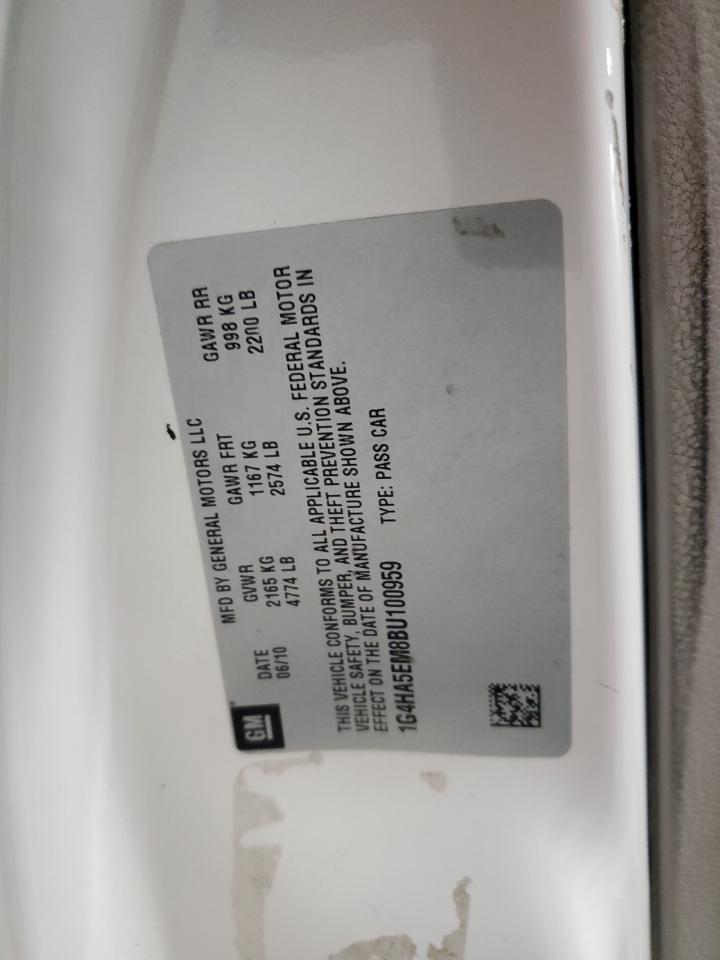 GM
MFD BY GENERAL MOTORS LLC
DATE GVWR GAWR FRT GAWR RR
06/10 2165 KG 1167 KG 998 KG
4774 LB 2574 LB 2200 LB
THIS VEHICLE CONFORMS TO ALL APPLICABLE U.S. FEDERAL MOTOR
VEHICLE SAFETY, BUMPER, AND THEFT PREVENTION STANDARDS IN
EFFECT ON THE DATE OF MANUFACTURE SHOWN ABOVE.
1G4HA5EM8BU100959 TYPE: PASS CAR